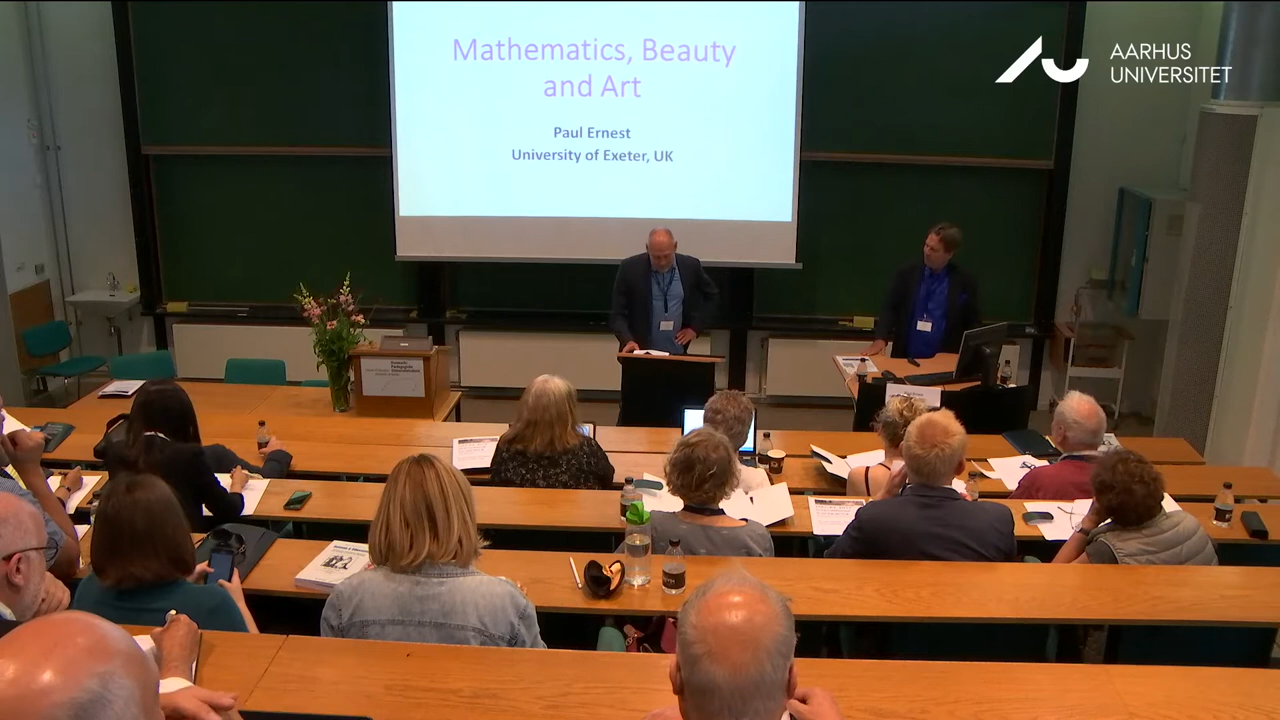 Mathematics, Beauty
and Art
Paul Ernest
University of Exeter, UK
AARHUS
UNIVERSITET